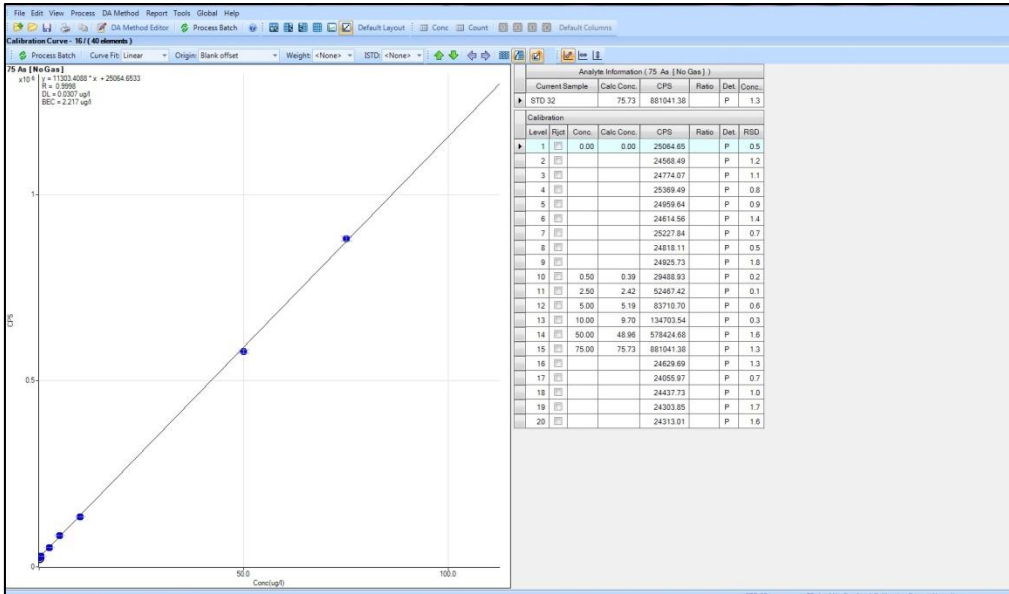 File Edit View Process DA Method Report Tools Global Help
DA Method Editor Process Batch Default Layout Conc Count Default Columns
Calibration Curve - 16 / ( 40 elements )
Process Batch Curve Fit: Linear Origin: Blank offset Weight: <None> ISTD: <None>
75 As [ No Gas ]
x10 6
y = 11303.4088 * x + 25064.6533
R = 0.9998
DL = 0.0307 ug/l
BEC = 2.217 ug/l
1
0.5
0
CPS
50.0 100.0
Conc(ug/l)
Analyte Information ( 75 As [ No Gas ] )
Current Sample Calc Conc. CPS Ratio Det. Conc..
STD 32 75.73 881041.38 P 1.3
Calibration
Level Rjct Conc. Calc Conc. CPS Ratio Det. RSD
1 0.00 0.00 25064.65 P 0.5
2 24568.49 P 1.2
3 24774.07 P 1.1
4 25369.49 P 0.8
5 24959.64 P 0.9
6 24614.56 P 1.4
7 25227.84 P 0.7
8 24818.11 P 0.5
9 24925.73 P 1.8
10 0.50 0.39 29488.93 P 0.2
11 2.50 2.42 52467.42 P 0.1
12 5.00 5.19 83710.70 P 0.6
13 10.00 9.70 134703.54 P 0.3
14 50.00 48.96 578424.68 P 1.6
15 75.00 75.73 881041.38 P 1.3
16 24629.69 P 1.3
17 24055.97 P 0.7
18 24437.73 P 1.0
19 24303.85 P 1.7
20 24313.01 P 1.6